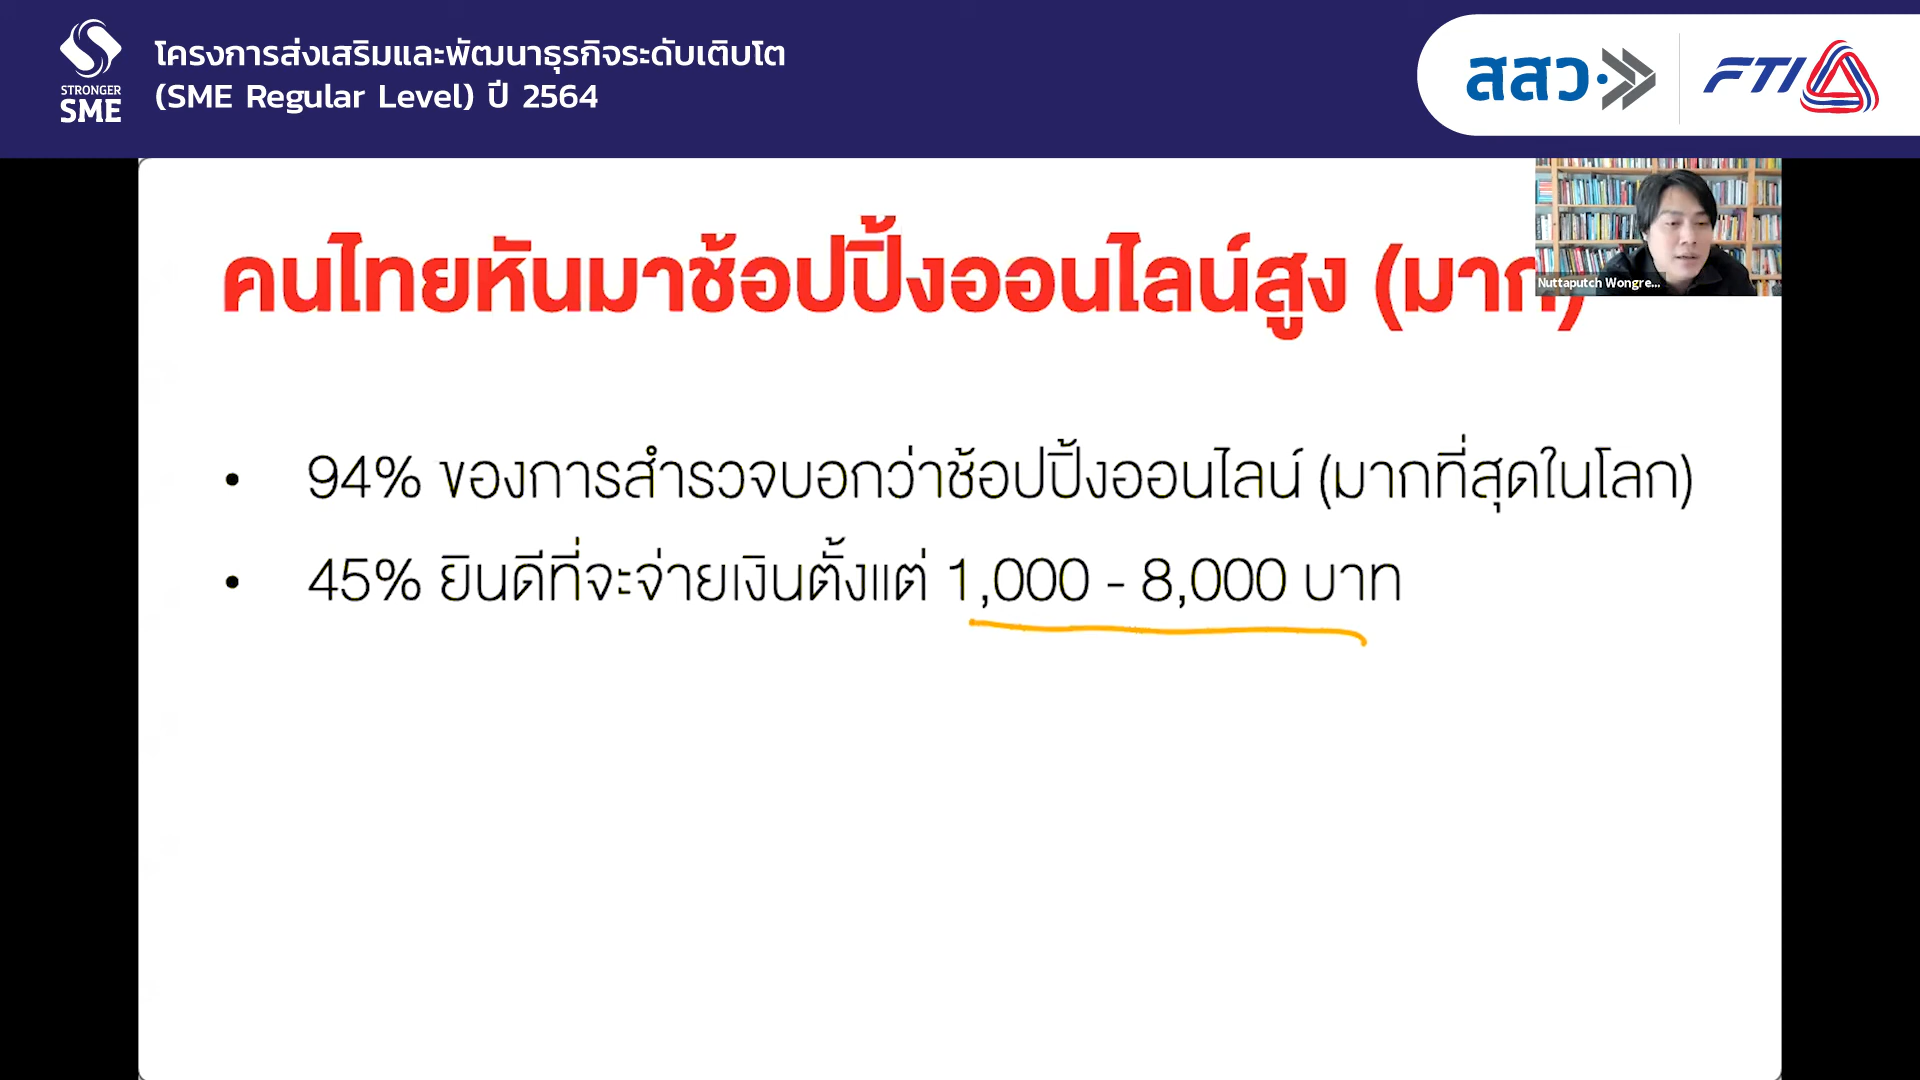 STRONGER
SME
โครงการส่งเสริมและพัฒนาธุรกิจระดับเติบโต
(SME Regular Level) ปี 2564
สสว
FTI
คนไทยหันมาช้อปปิ้งออนไลน์สูง (มาก)
Nuttaputch Wongre...
• 94% ของการสำรวจบอกว่าช้อปปิ้งออนไลน์ (มากที่สุดในโลก)
• 45% ยินดีที่จะจ่ายเงินตั้งแต่ 1,000 - 8,000 บาท